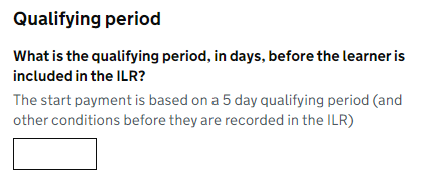 Qualifying period
What is the qualifying period, in days, before the learner is
included in the ILR?
The start payment is based on a 5 day qualifying period (and
other conditions before they are recorded in the ILR)